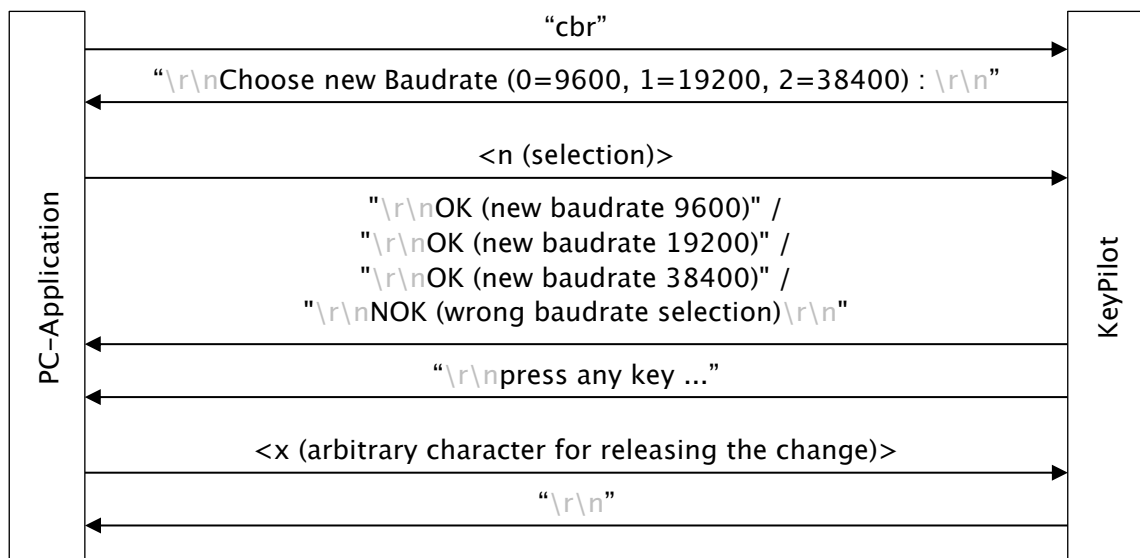 “cbr”
“\r\nChoose new Baudrate (0=9600, 1=19200, 2=38400) : \r\n”
<n (selection)>
"\r\nOK (new baudrate 9600)" /
"\r\nOK (new baudrate 19200)" /
"\r\nOK (new baudrate 38400)" /
"\r\nNOK (wrong baudrate selection)\r\n"
“\r\npress any key ...”
<x (arbitrary character for releasing the change)>
“\r\n”
PC-Application
KeyPilot